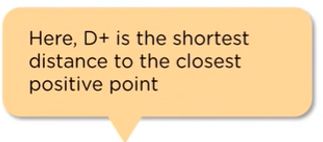 Here, D+ is the shortest
distance to the closest
positive point